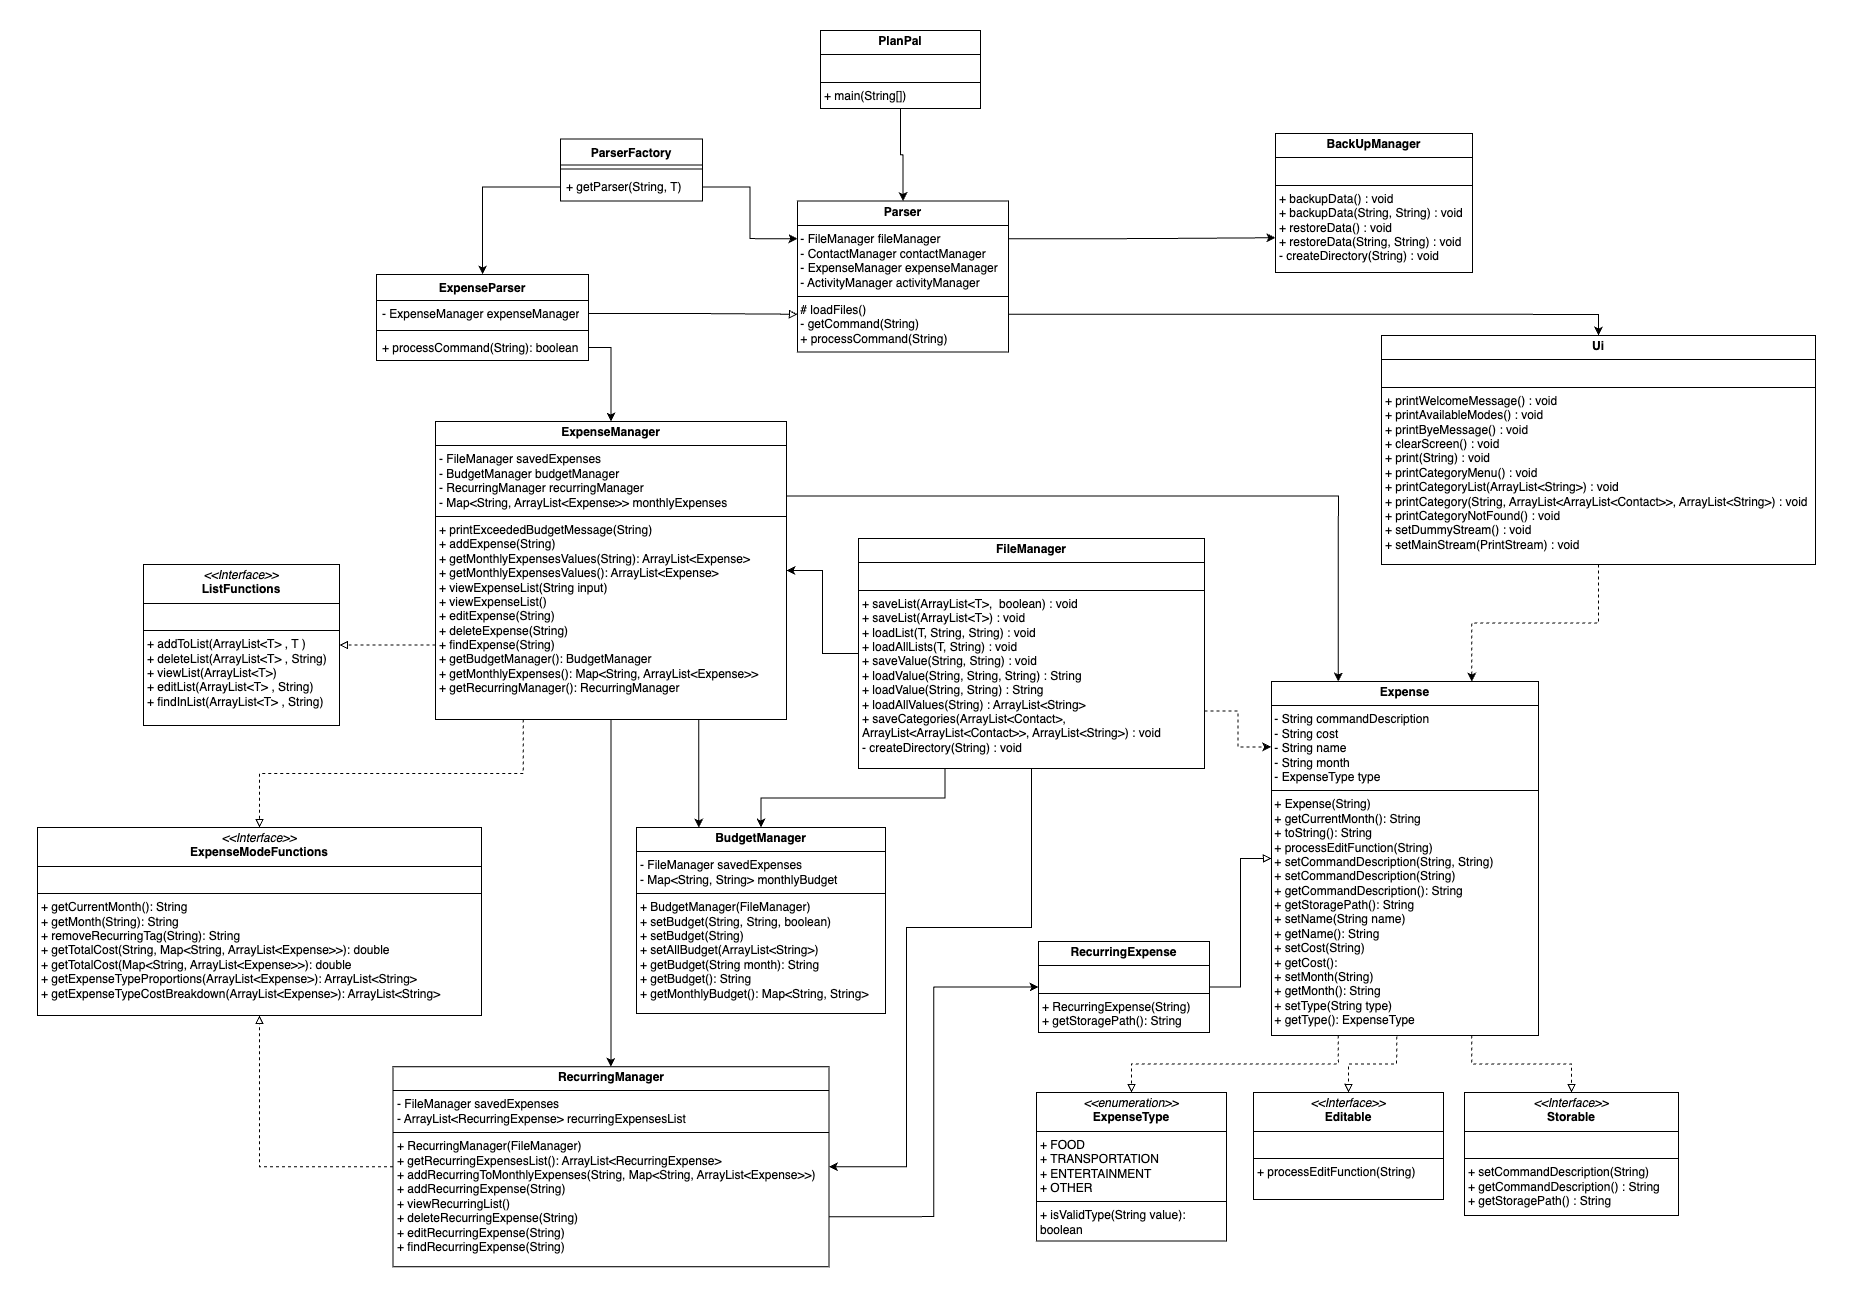 PlanPal
+ main(String[])
ParserFactory
+ getParser(String, T)
BackUpManager
+ backupData() : void
+ backupData(String, String) : void
+ restoreData() : void
+ restoreData(String, String) : void
- createDirectory(String) : void
Parser
- FileManager fileManager
- ContactManager contactManager
- ExpenseManager expenseManager
- ActivityManager activityManager
# loadFiles()
- getCommand(String)
+ processCommand(String)
ExpenseParser
- ExpenseManager expenseManager
+ processCommand(String): boolean
Ui
+ printWelcomeMessage() : void
+ printAvailableModes() : void
+ printByeMessage() : void
+ clearScreen() : void
+ print(String) : void
+ printCategoryMenu() : void
+ printCategoryList(ArrayList<String>) : void
+ printCategory(String, ArrayList<ArrayList<Contact>>, ArrayList<String>) : void
+ printCategoryNotFound() : void
+ setDummyStream() : void
+ setMainStream(PrintStream) : void
ExpenseManager
- FileManager savedExpenses
- BudgetManager budgetManager
- RecurringManager recurringManager
- Map<String, ArrayList<Expense>> monthlyExpenses
+ printExceededBudgetMessage(String)
+ addExpense(String)
+ getMonthlyExpensesValues(String): ArrayList<Expense>
+ getMonthlyExpensesValues(): ArrayList<Expense>
+ viewExpenseList(String input)
+ viewExpenseList()
+ editExpense(String)
+ deleteExpense(String)
+ findExpense(String)
+ getBudgetManager(): BudgetManager
+ getMonthlyExpenses(): Map<String, ArrayList<Expense>>
+ getRecurringManager(): RecurringManager
FileManager
+ saveList(ArrayList<T>,  boolean) : void
+ saveList(ArrayList<T>) : void
+ loadList(T, String, String) : void
+ loadAllLists(T, String) : void
+ saveValue(String, String) : void
+ loadValue(String, String, String) : String
+ loadValue(String, String) : String
+ loadAllValues(String) : ArrayList<String>
+ saveCategories(ArrayList<Contact>,
ArrayList<ArrayList<Contact>>, ArrayList<String>) : void
- createDirectory(String) : void
<<Interface>>
ListFunctions
+ addToList(ArrayList<T> , T )
+ deleteList(ArrayList<T> , String)
+ viewList(ArrayList<T>)
+ editList(ArrayList<T> , String)
+ findInList(ArrayList<T> , String)
Expense
- String commandDescription
- String cost
- String name
- String month
- ExpenseType type
+ Expense(String)
+ getCurrentMonth(): String
+ toString(): String
+ processEditFunction(String)
+ setCommandDescription(String, String)
+ setCommandDescription(String)
+ getCommandDescription(): String
+ getStoragePath(): String
+ setName(String name)
+ getName(): String
+ setCost(String)
+ getCost():
+ setMonth(String)
+ getMonth(): String
+ setType(String type)
+ getType(): ExpenseType
<<Interface>>
ExpenseModeFunctions
+ getCurrentMonth(): String
+ getMonth(String): String
+ removeRecurringTag(String): String
+ getTotalCost(String, Map<String, ArrayList<Expense>>): double
+ getTotalCost(Map<String, ArrayList<Expense>>): double
+ getExpenseTypeProportions(ArrayList<Expense>): ArrayList<String>
+ getExpenseTypeCostBreakdown(ArrayList<Expense>): ArrayList<String>
BudgetManager
- FileManager savedExpenses
- Map<String, String> monthlyBudget
+ BudgetManager(FileManager)
+ setBudget(String, String, boolean)
+ setBudget(String)
+ setAllBudget(ArrayList<String>)
+ getBudget(String month): String
+ getBudget(): String
+ getMonthlyBudget(): Map<String, String>
RecurringExpense
+ RecurringExpense(String)
+ getStoragePath(): String
RecurringManager
- FileManager savedExpenses
- ArrayList<RecurringExpense> recurringExpensesList
+ RecurringManager(FileManager)
+ getRecurringExpensesList(): ArrayList<RecurringExpense>
+ addRecurringToMonthlyExpenses(String, Map<String, ArrayList<Expense>>)
+ addRecurringExpense(String)
+ viewRecurringList()
+ deleteRecurringExpense(String)
+ editRecurringExpense(String)
+ findRecurringExpense(String)
<<enumeration>>
ExpenseType
+ FOOD
+ TRANSPORTATION
+ ENTERTAINMENT
+ OTHER
+ isValidType(String value):
boolean
<<Interface>>
Editable
+ processEditFunction(String)
<<Interface>>
Storable
+ setCommandDescription(String)
+ getCommandDescription() : String
+ getStoragePath() : String